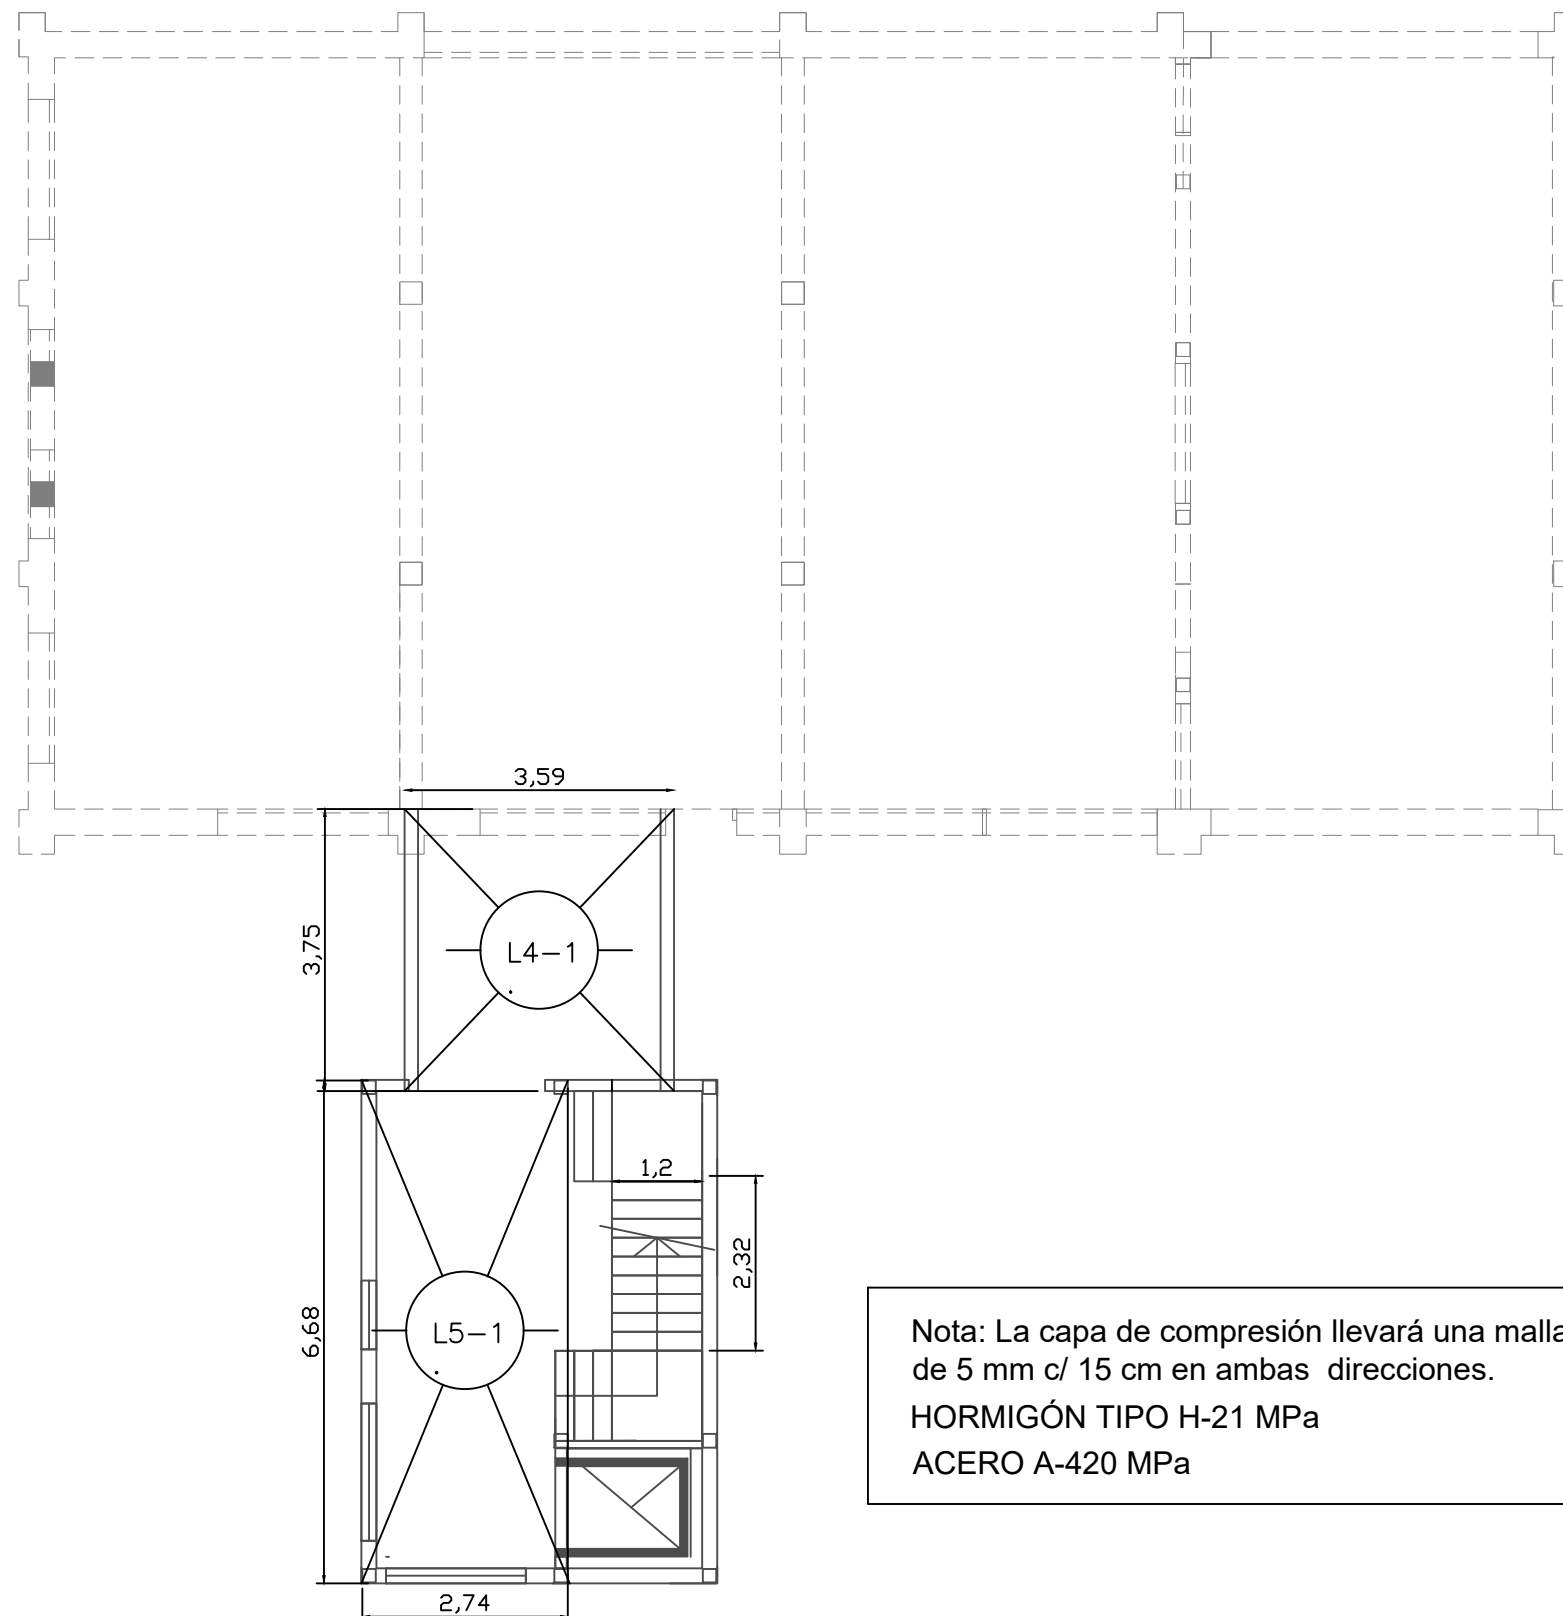 3,59
3,75
L4-1
1,2
2,32
6,68
L5-1
2,74
Nota: La capa de compresión llevará una malla
de 5 mm c/ 15 cm en ambas direcciones.
HORMIGÓN TIPO H-21 MPa
ACERO A-420 MPa